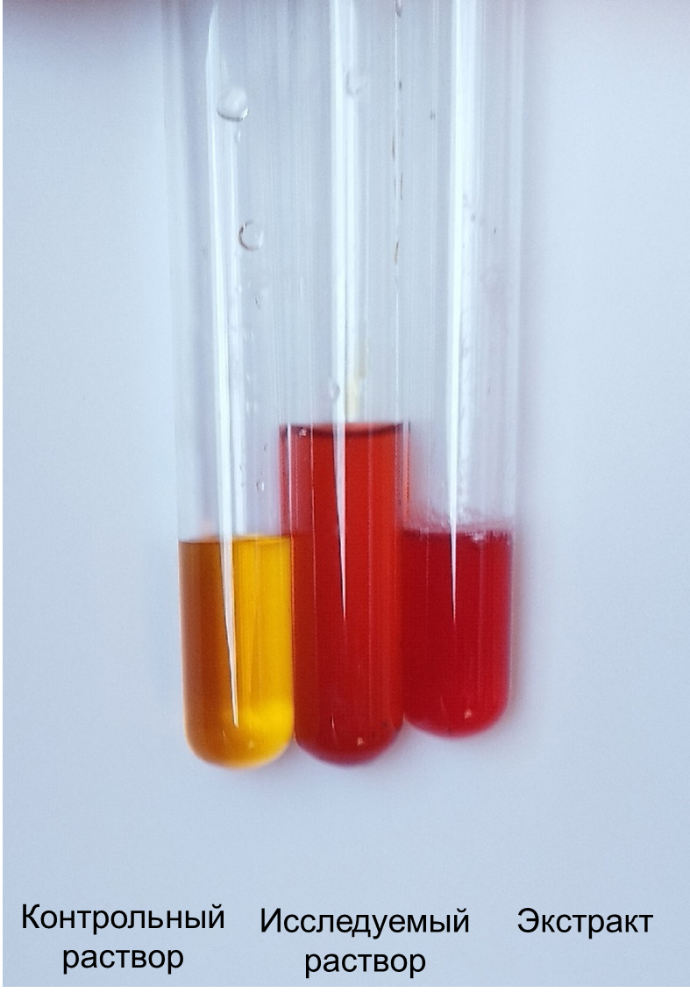 Контрольный
раствор
Исследуемый
раствор
Экстракт